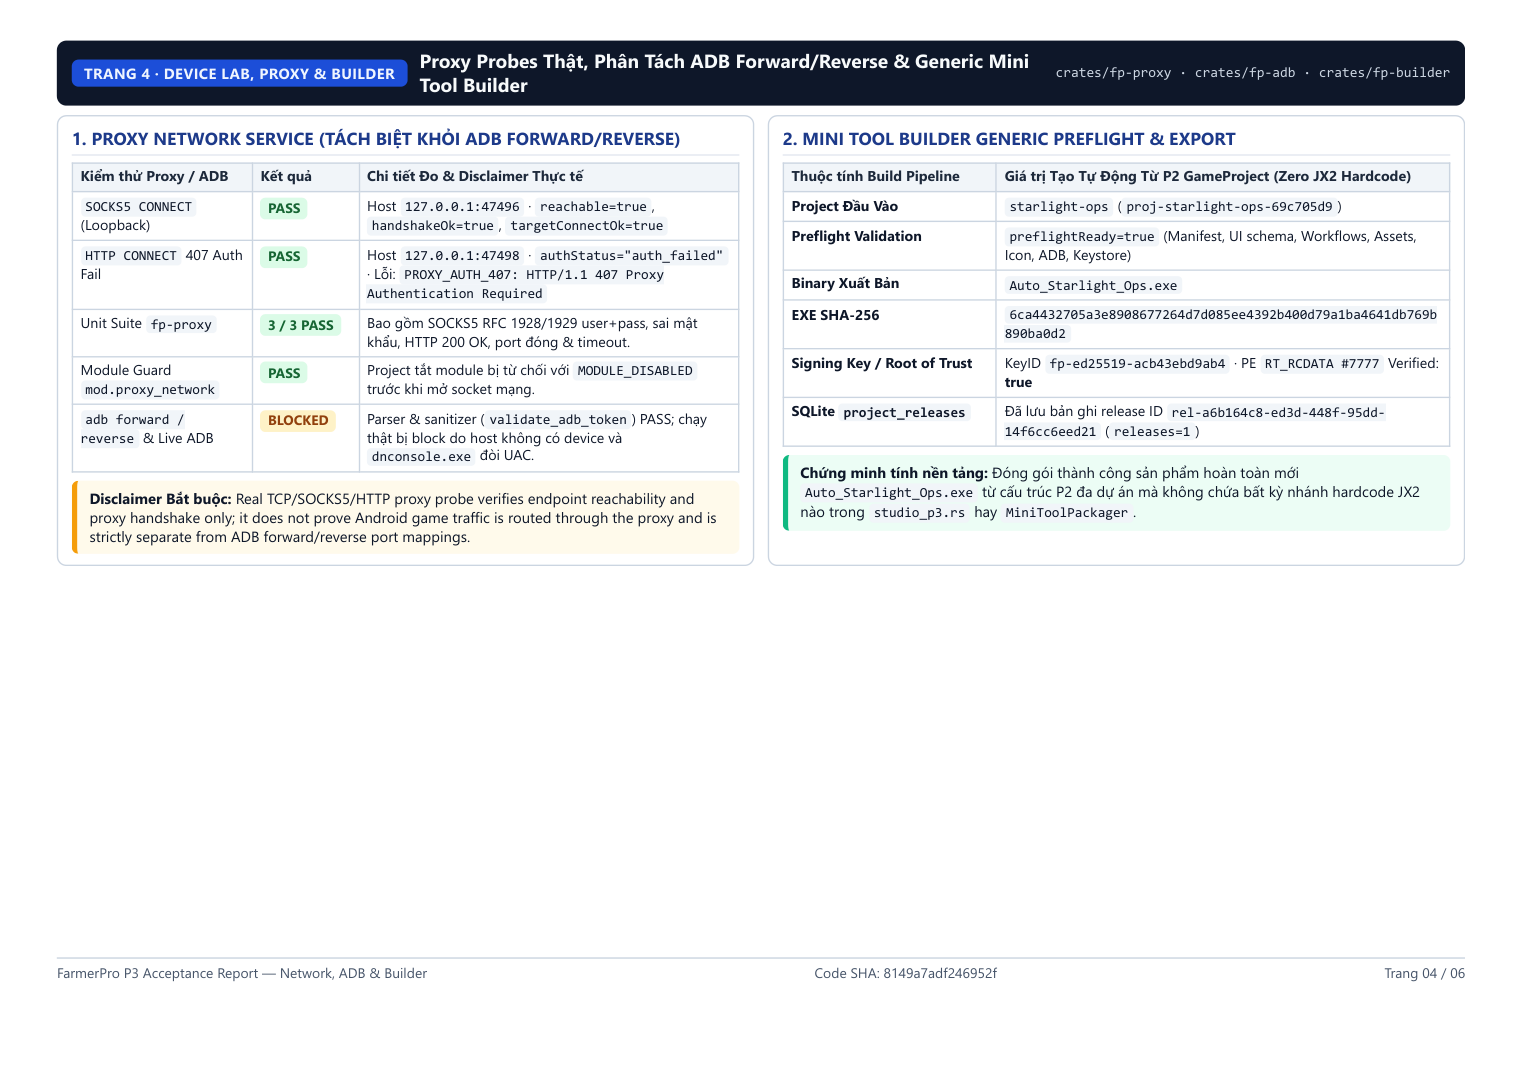 TRANG 4 · DEVICE LAB, PROXY & BUILDER
Proxy Probes Thật, Phân Tách ADB Forward/Reverse & Generic Mini
Tool Builder
crates/fp-proxy · crates/fp-adb · crates/fp-builder
1. PROXY NETWORK SERVICE (TÁCH BIỆT KHỎI ADB FORWARD/REVERSE)
Kiểm thử Proxy / ADB
Kết quả
Chi tiết Đo & Disclaimer Thực tế
SOCKS5 CONNECT
(Loopback)
PASS
Host 127.0.0.1:47496 · reachable=true ,
handshakeOk=true , targetConnectOk=true
HTTP CONNECT 407 Auth
Fail
PASS
Host 127.0.0.1:47498 · authStatus="auth_failed"
· Lỗi: PROXY_AUTH_407: HTTP/1.1 407 Proxy
Authentication Required
Unit Suite fp-proxy
3 / 3 PASS
Bao gồm SOCKS5 RFC 1928/1929 user+pass, sai mật
khẩu, HTTP 200 OK, port đóng & timeout.
Module Guard
mod.proxy_network
PASS
Project tắt module bị từ chối với MODULE_DISABLED
trước khi mở socket mạng.
adb forward /
reverse & Live ADB
BLOCKED
Parser & sanitizer ( validate_adb_token ) PASS; chạy
thật bị block do host không có device và
dnconsole.exe đòi UAC.
Disclaimer Bắt buộc: Real TCP/SOCKS5/HTTP proxy probe verifies endpoint reachability and
proxy handshake only; it does not prove Android game traffic is routed through the proxy and is
strictly separate from ADB forward/reverse port mappings.
2. MINI TOOL BUILDER GENERIC PREFLIGHT & EXPORT
Thuộc tính Build Pipeline
Giá trị Tạo Tự Động Từ P2 GameProject (Zero JX2 Hardcode)
Project Đầu Vào
starlight-ops ( proj-starlight-ops-69c705d9 )
Preflight Validation
preflightReady=true (Manifest, UI schema, Workflows, Assets,
Icon, ADB, Keystore)
Binary Xuất Bản
Auto_Starlight_Ops.exe
EXE SHA-256
6ca4432705a3e8908677264d7d085ee4392b400d79a1ba4641db769b
890ba0d2
Signing Key / Root of Trust
KeyID fp-ed25519-acb43ebd9ab4 · PE RT_RCDATA #7777 Verified:
true
SQLite project_releases
Đã lưu bản ghi release ID rel-a6b164c8-ed3d-448f-95dd-
14f6cc6eed21 ( releases=1 )
Chứng minh tính nền tảng: Đóng gói thành công sản phẩm hoàn toàn mới
Auto_Starlight_Ops.exe từ cấu trúc P2 đa dự án mà không chứa bất kỳ nhánh hardcode JX2
nào trong studio_p3.rs hay MiniToolPackager .
FarmerPro P3 Acceptance Report — Network, ADB & Builder
Code SHA: 8149a7adf246952f
Trang 04 / 06